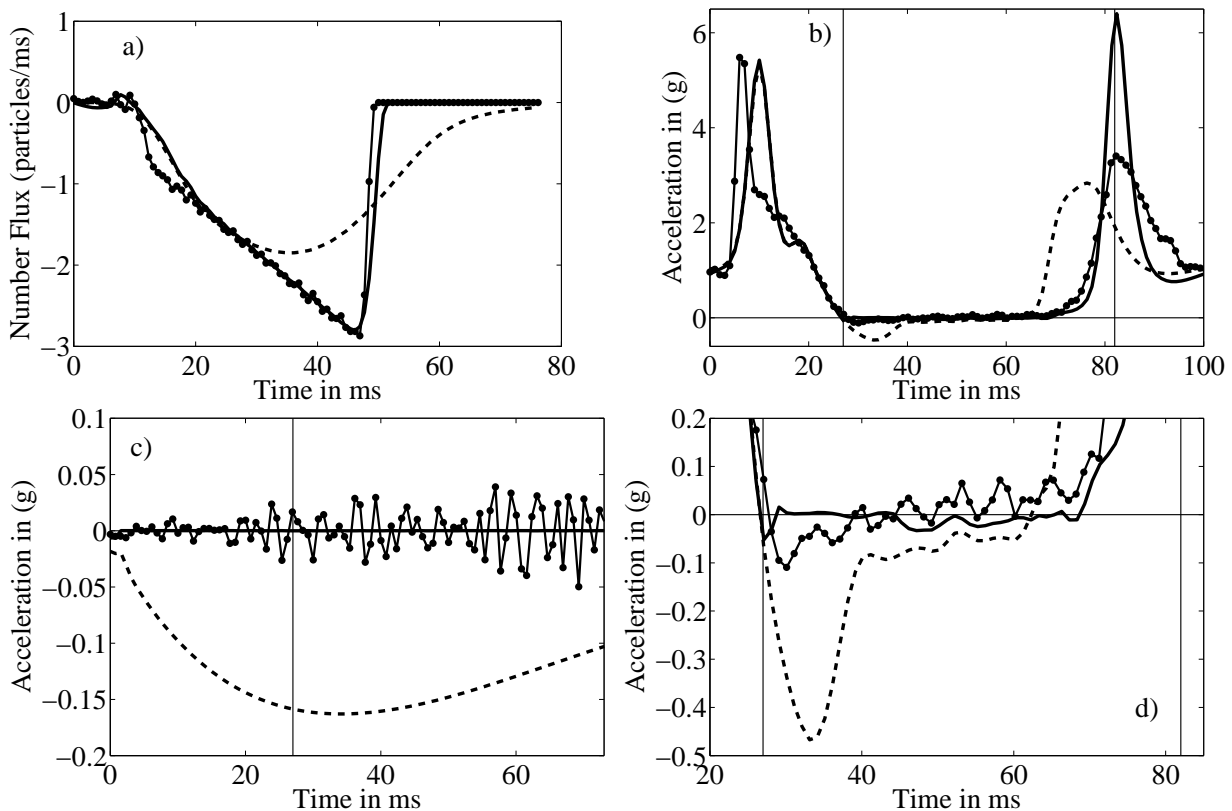 a)
1
0
−1
−2
−3
Number Flux (particles/ms)
0 20 40 60 80
Time in ms
b)
6
4
2
0
Acceleration in (g)
0 20 40 60 80 100
Time in ms
c)
0.1
0.05
0
−0.05
−0.1
−0.15
−0.2
Acceleration in (g)
0 20 40 60
Time in ms
0.2
0.1
0
−0.1
−0.2
−0.3
−0.4
−0.5
Acceleration in (g)
d)
20 40 60 80
Time in ms